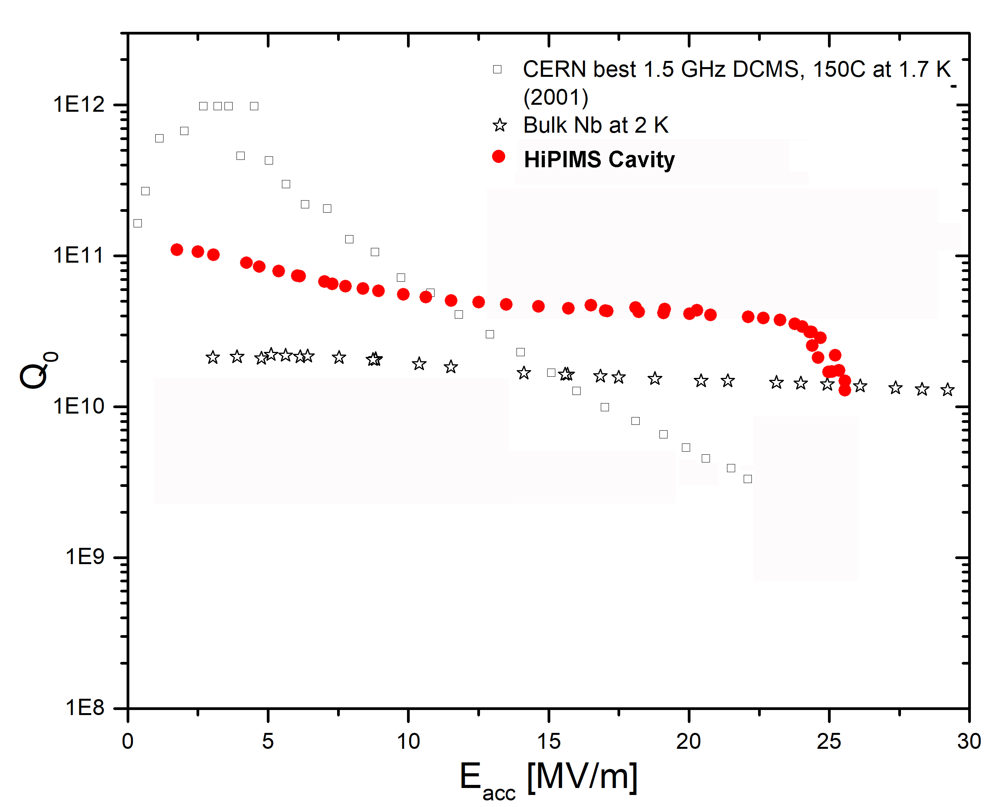 CERN best 1.5 GHz DCMS, 150C at 1.7 K
(2001)
Bulk Nb at 2 K
HiPIMS Cavity
1E12
1E11
1E10
1E9
1E8
Q0
0 5 10 15 20 25 30
Eacc [MV/m]